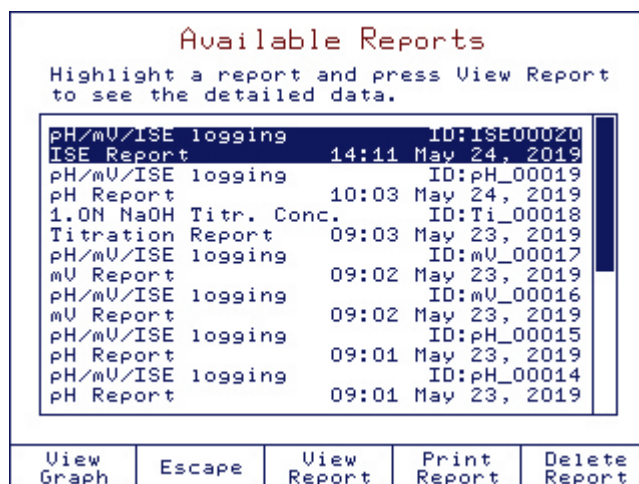 Available Reports
Highlight a report and press View Report
to see the detailed data.
pH/mV/ISE logging ID:ISE00020
ISE Report 14:11 May 24, 2019
pH/mV/ISE logging ID:pH_00019
pH Report 10:03 May 24, 2019
1.0N NaOH Titr. Conc. ID:Ti_00018
Titration Report 09:03 May 23, 2019
pH/mV/ISE logging ID:mV_00017
mV Report 09:02 May 23, 2019
pH/mV/ISE logging ID:mV_00016
mV Report 09:02 May 23, 2019
pH/mV/ISE logging ID:pH_00015
pH Report 09:01 May 23, 2019
pH/mV/ISE logging ID:pH_00014
pH Report 09:01 May 23, 2019
View Graph
Escape
View Report
Print Report
Delete Report